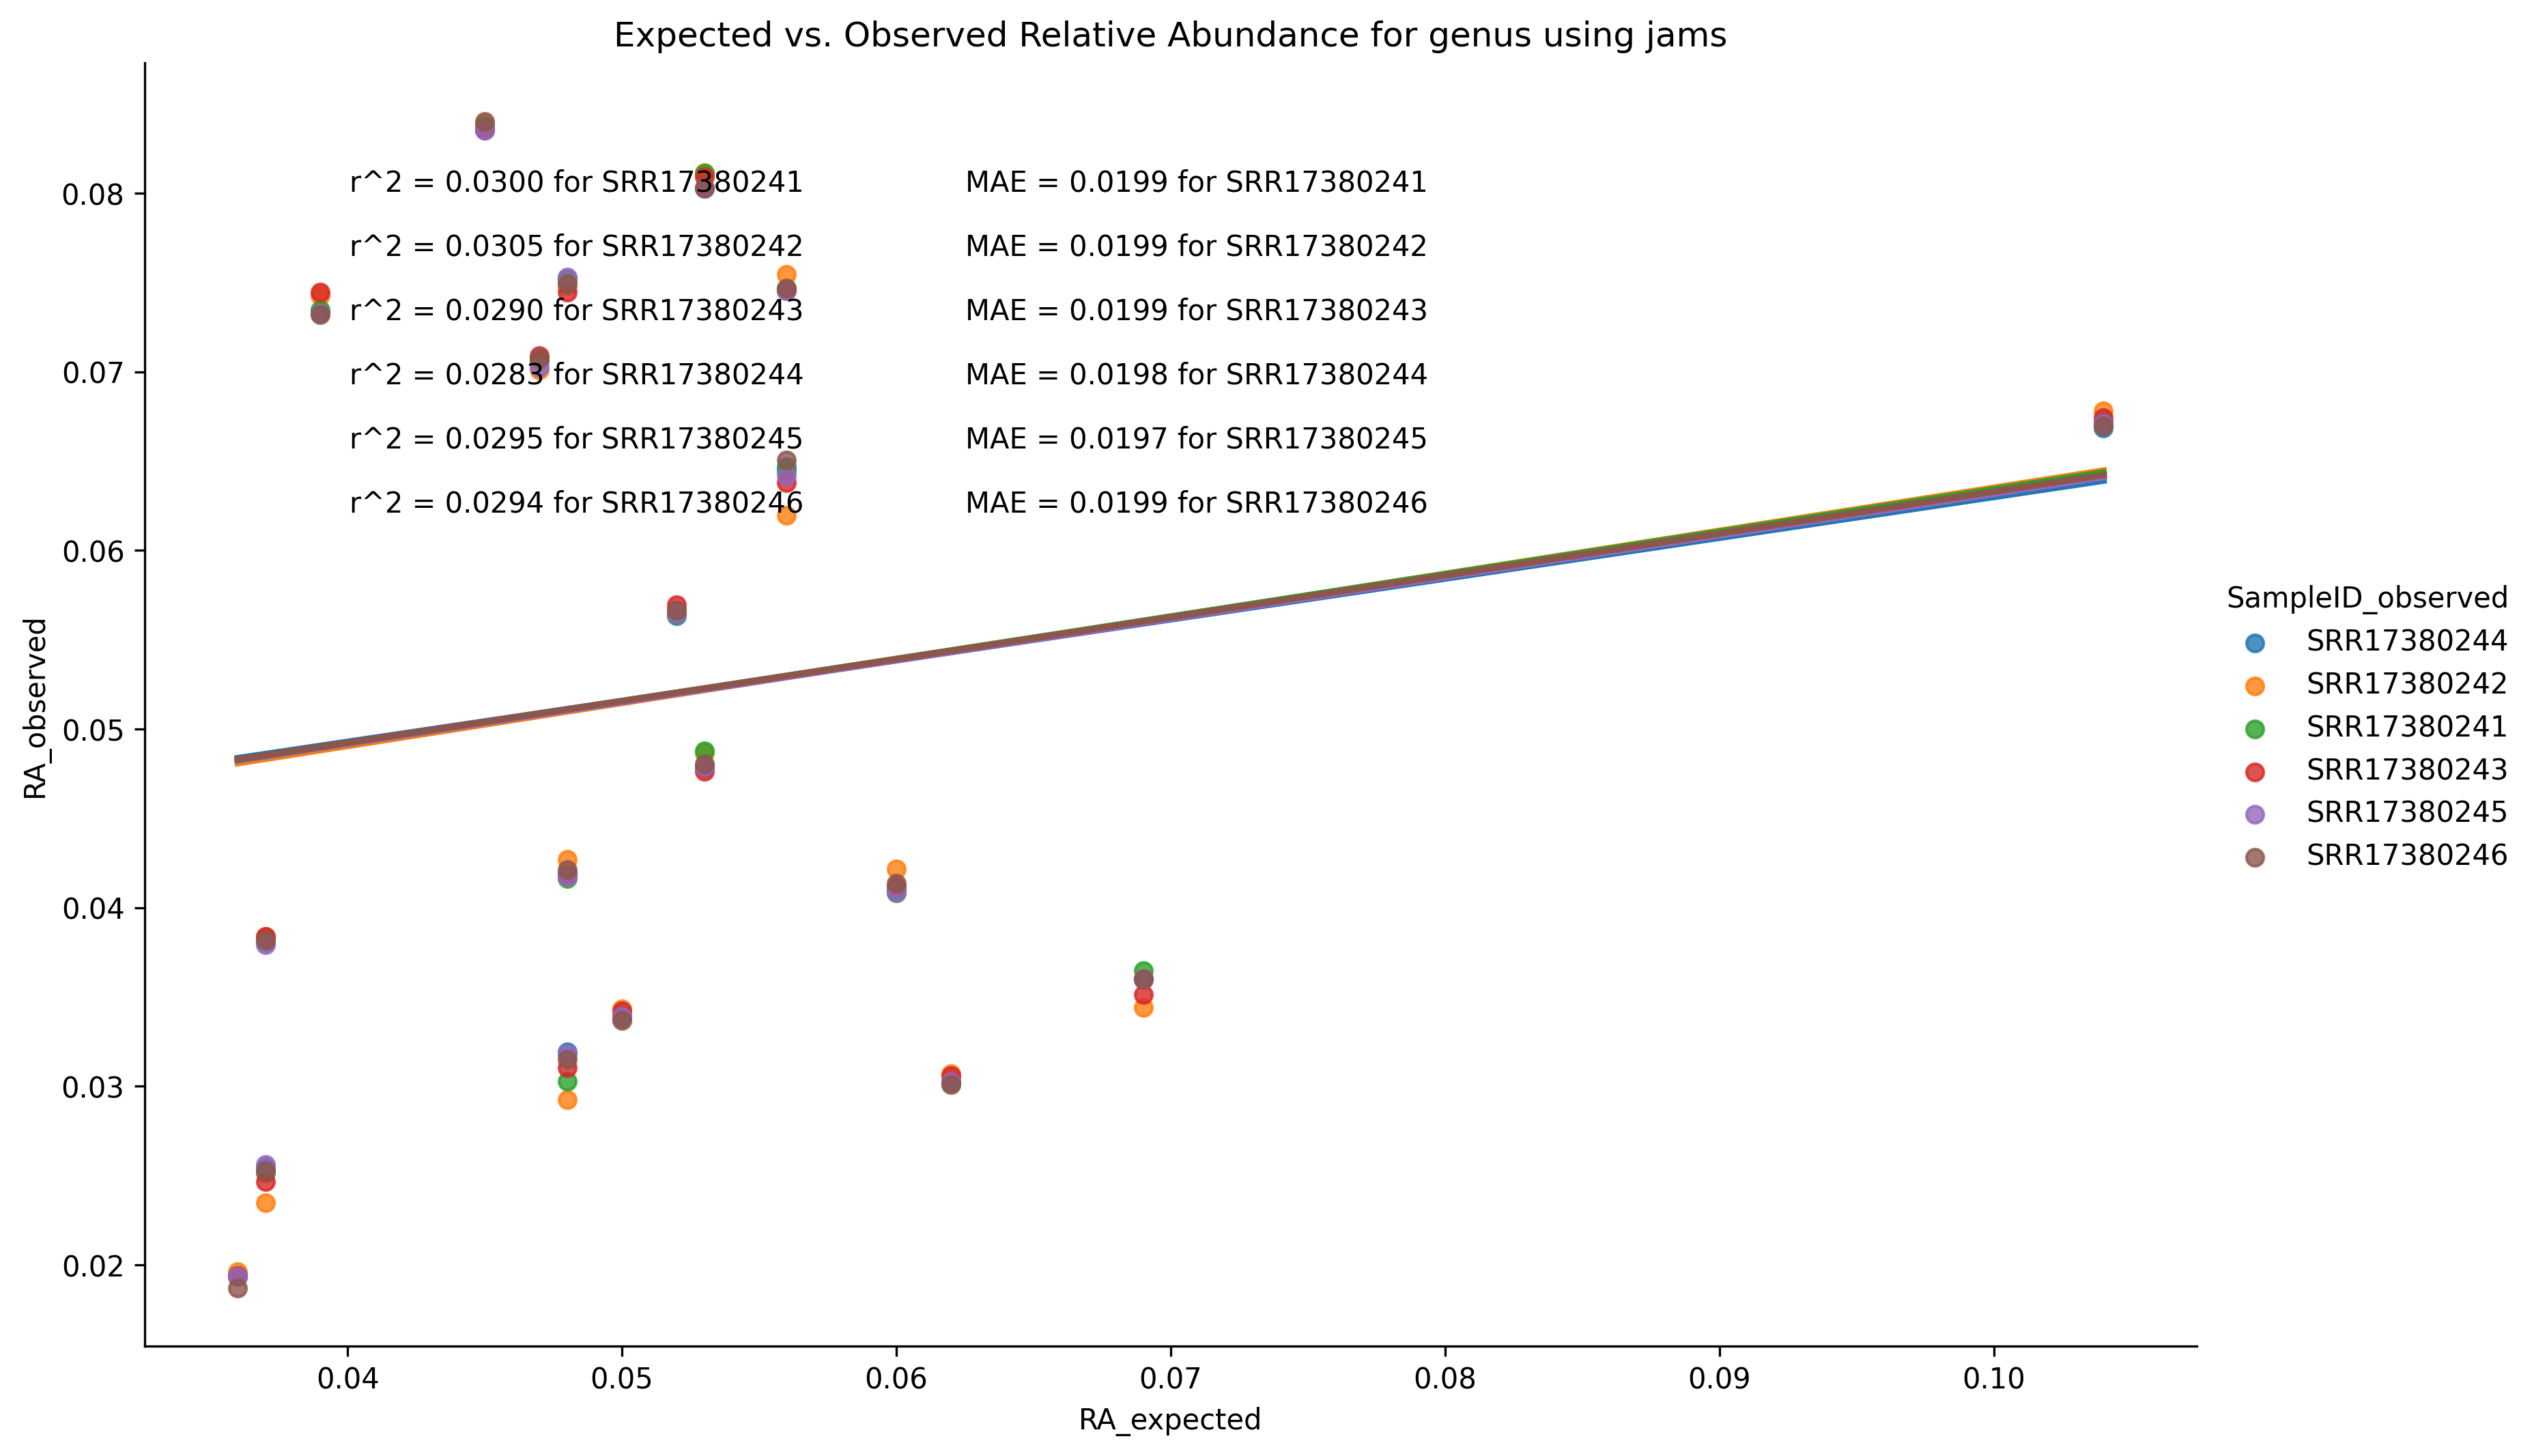 Expected vs. Observed Relative Abundance for genus using jams
r^2 = 0.0300 for SRR17380241
MAE = 0.0199 for SRR17380241
r^2 = 0.0305 for SRR17380242
MAE = 0.0199 for SRR17380242
r^2 = 0.0290 for SRR17380243
MAE = 0.0199 for SRR17380243
r^2 = 0.0283 for SRR17380244
MAE = 0.0198 for SRR17380244
r^2 = 0.0295 for SRR17380245
MAE = 0.0197 for SRR17380245
r^2 = 0.0294 for SRR17380246
MAE = 0.0199 for SRR17380246
RA_observed
0.08
0.07
0.06
0.05
0.04
0.03
0.02
0.04
0.05
0.06
0.07
0.08
0.09
0.10
RA_expected
SampleID_observed
SRR17380244
SRR17380242
SRR17380241
SRR17380243
SRR17380245
SRR17380246